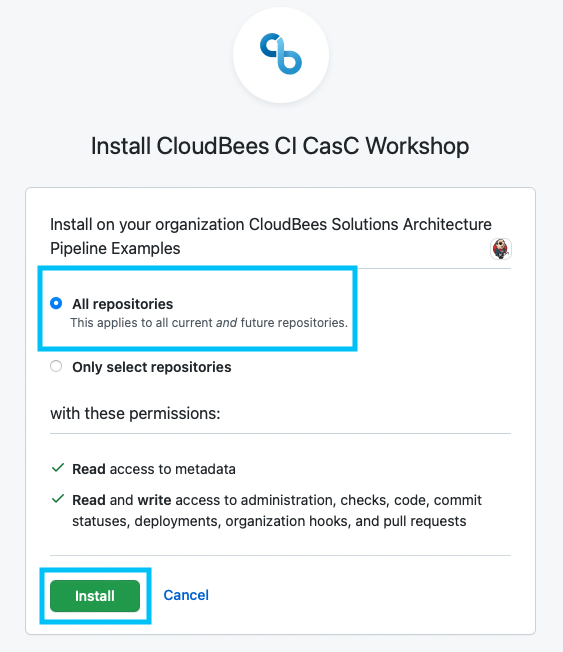 Install CloudBees CI CasC Workshop
Install on your organization CloudBees Solutions Architecture
Pipeline Examples
All repositories
This applies to all current and future repositories.
Only select repositories
with these permissions:
Read access to metadata
Read and write access to administration, checks, code, commit
statuses, deployments, organization hooks, and pull requests
Install
Cancel